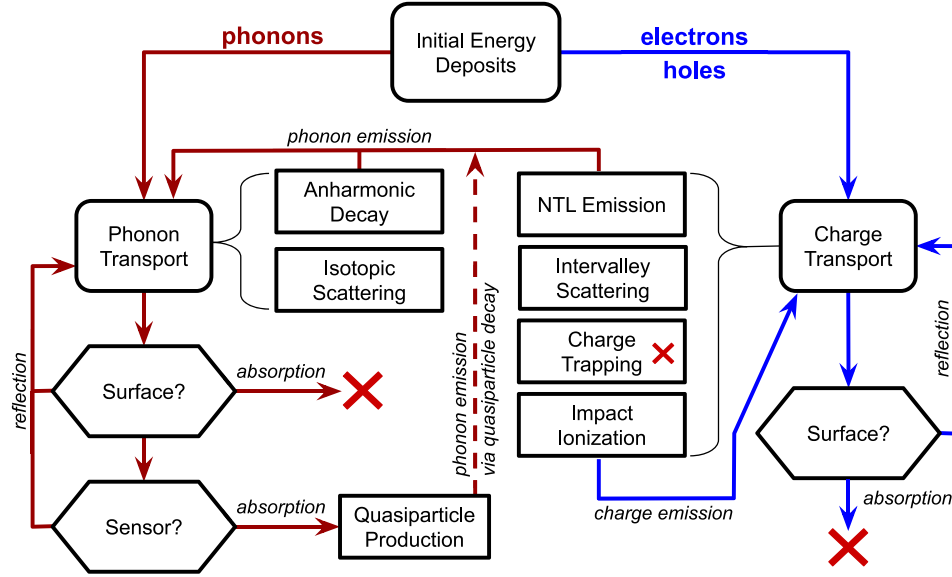 phonons
Initial Energy
Deposits
electrons
holes
phonon emission
Anharmonic
Decay
Isotopic
Scattering
Phonon
Transport
NTL Emission
Intervalley
Scattering
Charge
Trapping
Impact
Ionization
Charge
Transport
reflection
Surface?
absorption
phonon emission
via quasiparticle decay
reflection
Surface?
absorption
charge emission
Sensor?
absorption
Quasiparticle
Production